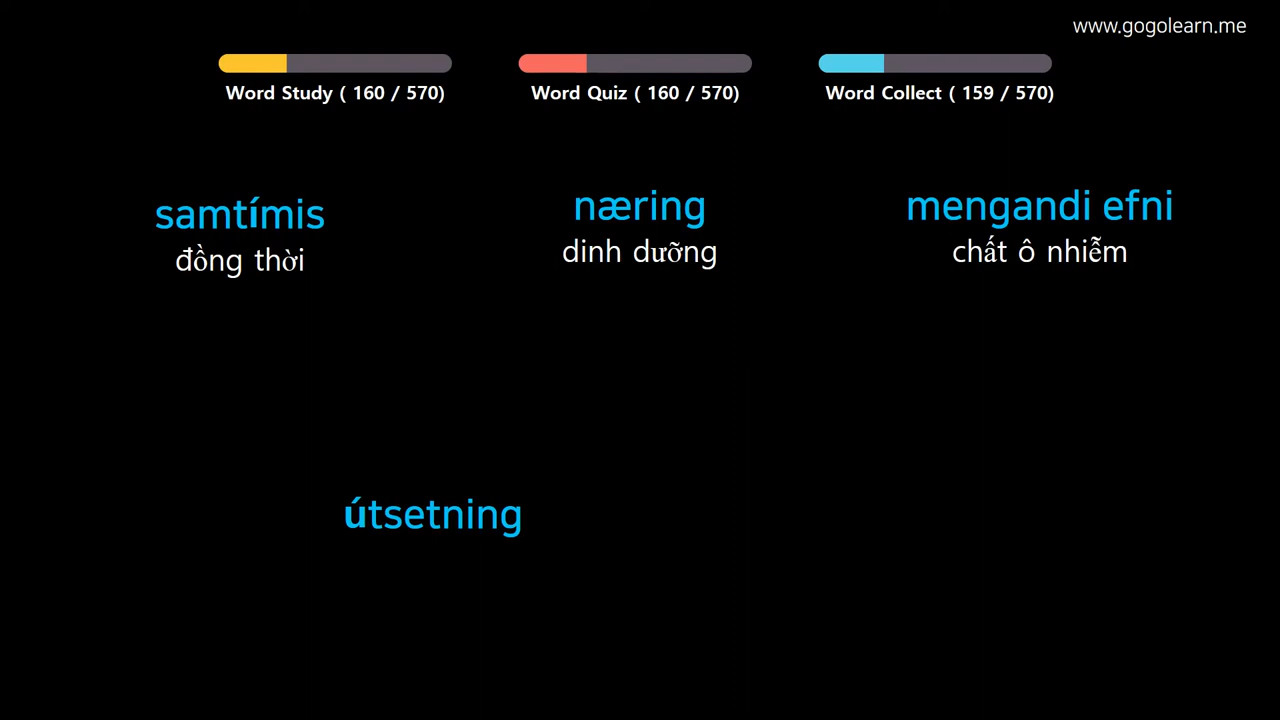 www.gogolearn.me
Word Study ( 160 / 570)
Word Quiz ( 160 / 570)
Word Collect ( 159 / 570)
samtímis
đồng thời
næring
dinh dưỡng
mengandi efni
chất ô nhiễm
útsetning